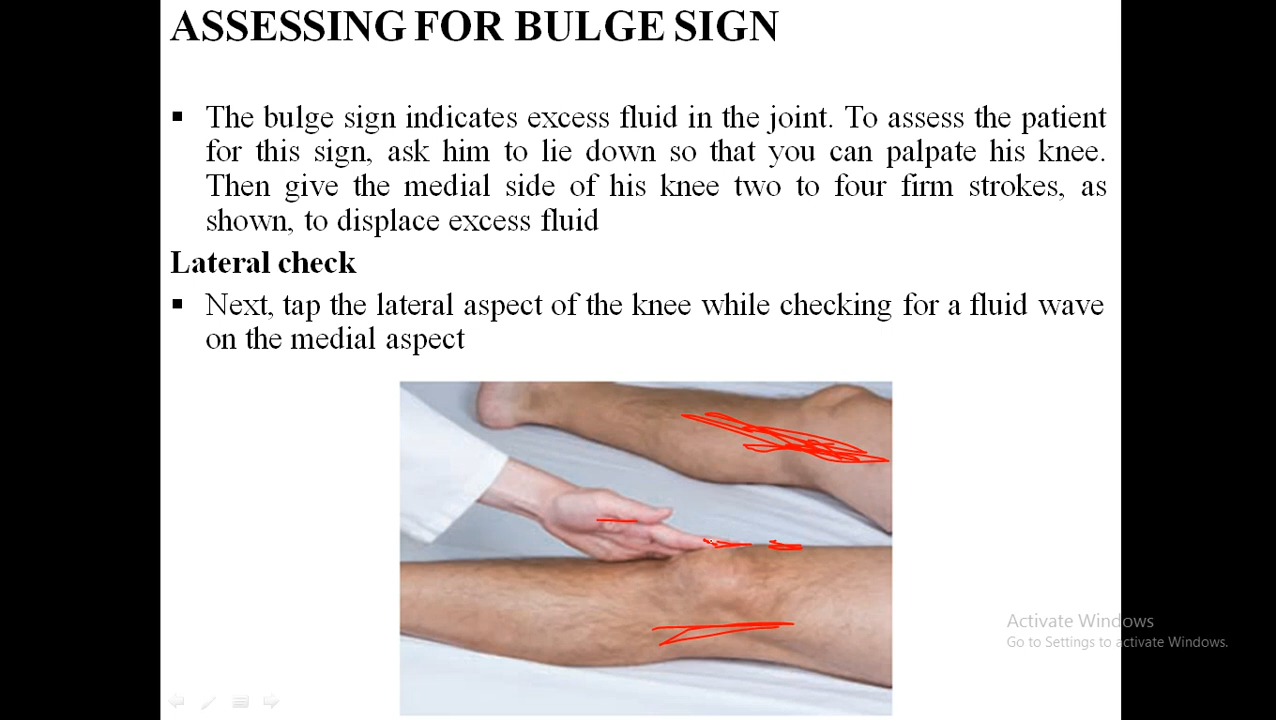 ASSESSING FOR BULGE SIGN
▪ The bulge sign indicates excess fluid in the joint. To assess the patient
for this sign, ask him to lie down so that you can palpate his knee.
Then give the medial side of his knee two to four firm strokes, as
shown, to displace excess fluid
Lateral check
▪ Next, tap the lateral aspect of the knee while checking for a fluid wave
on the medial aspect
Activate Windows
Go to Settings to activate Windows.